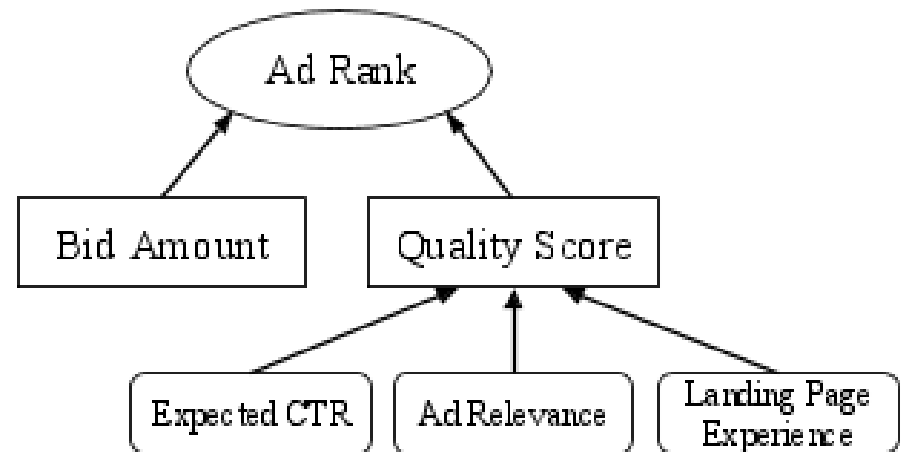 Ad Rank
Bid Amount
Quality Score
Expected CTR
Ad Relevance
Landing Page
Experience